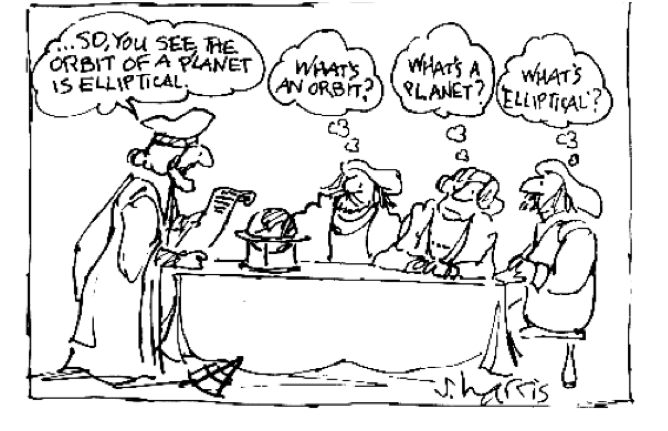 ...SO, YOU SEE, THE
ORBIT OF A PLANET
IS ELLIPTICAL.
WHAT'S
AN ORBIT?
WHAT'S A
PLANET?
WHAT'S
'ELLIPTICAL'?
S. Harris